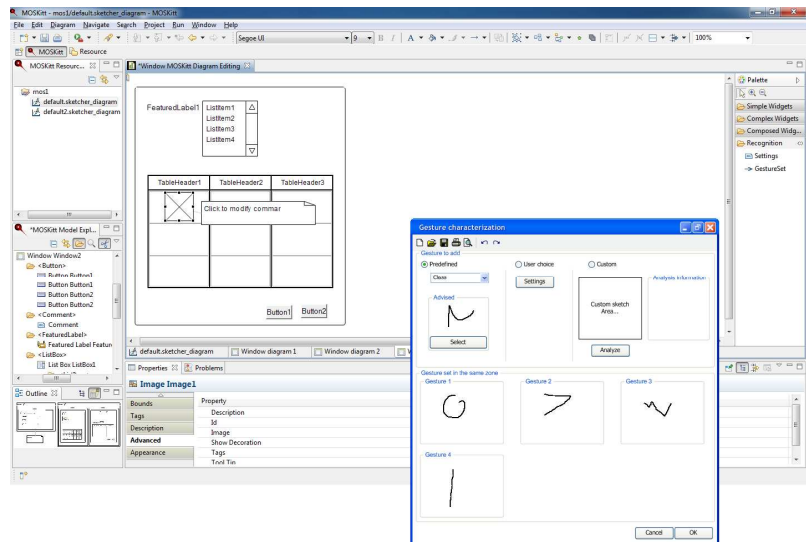 MOSKitt - mos1/default.sketcher_diagram - MOSKitt
File Edit Diagram Navigate Search Project Run Window Help
Segoe UI 9 B I A 100%
MOSKitt Resource
MOSKitt Resourc...
*Window MOSKitt Diagram Editing
Palette
mos1
default.sketcher_diagram
default2.sketcher_diagram
Simple Widgets
Complex Widgets
Composed Widg...
Recognition
Settings
GestureSet
FeaturedLabel1
ListItem1
ListItem2
ListItem3
ListItem4
TableHeader1 TableHeader2 TableHeader3
Click to modify commar
Button1 Button2
*MOSKitt Model Expl...
Window Window2
<Button>
Button Button1
Button Button1
Button Button2
Button Button2
<Comment>
Comment
<FeaturedLabel>
Featured Label Featur
<ListBox>
List Box ListBox1
default.sketcher_diagram Window diagram 1 Window diagram 2
Outline
Properties Problems
Image Image1
Bounds
Tags
Description
Advanced
Appearance
Property
Description
Id
Image
Show Decoration
Tags
Tool Tip
Gesture characterization
Gesture to add
Predefined User choice Custom
Settings
Advised
Select
Custom sketch
Area...
Analysis information
Analyze
Gesture set in the same zone
Gesture 1 Gesture 2 Gesture 3
Gesture 4
Cancel OK